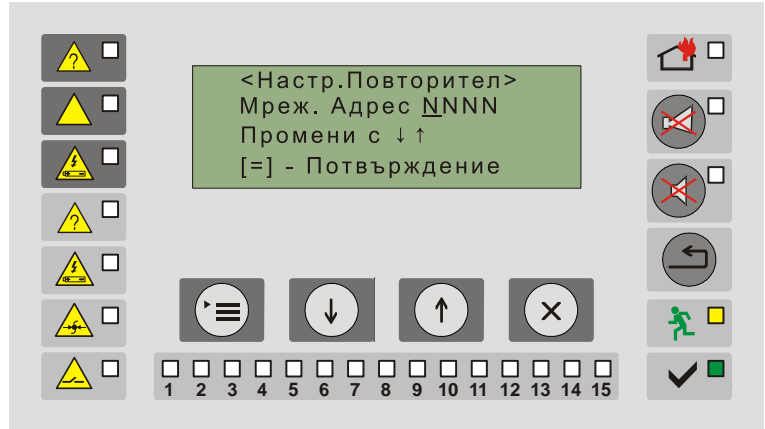 <Настр.Повторител>
Мреж. Адрес NNNN
Промени с ↓↑
[=] - Потвърждение
?
?
1 2 3 4 5 6 7 8 9 10 11 12 13 14 15